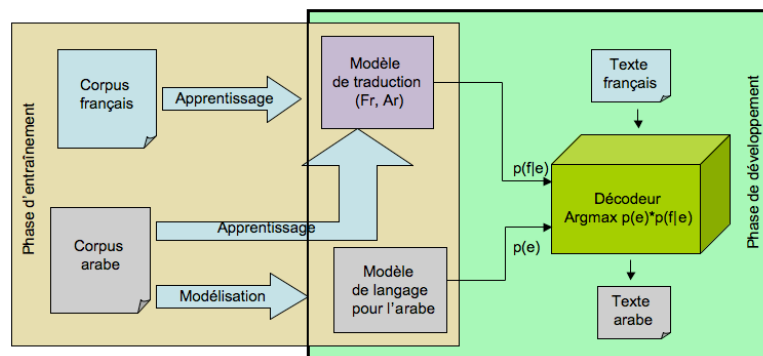 Phase d'entraînement
Corpus
français
Apprentissage
Modèle
de traduction
(Fr, Ar)
Corpus
arabe
Apprentissage
Modélisation
Modèle
de langage
pour l'arabe
p(f|e)
p(e)
Texte
français
Décodeur
Argmax p(e)*p(f|e)
Texte
arabe
Phase de développement